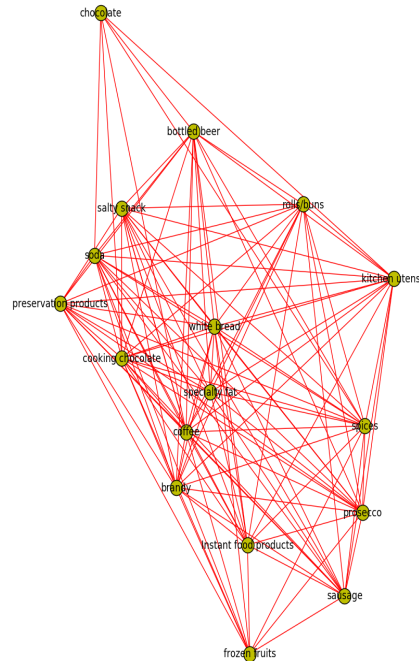 chocolate
bottled beer
salty snack
rolls/buns
soda
kitchen utens
preservation products
white bread
cooking chocolate
specialty fat
coffee
spices
brandy
prosecco
Instant food products
sausage
frozen fruits